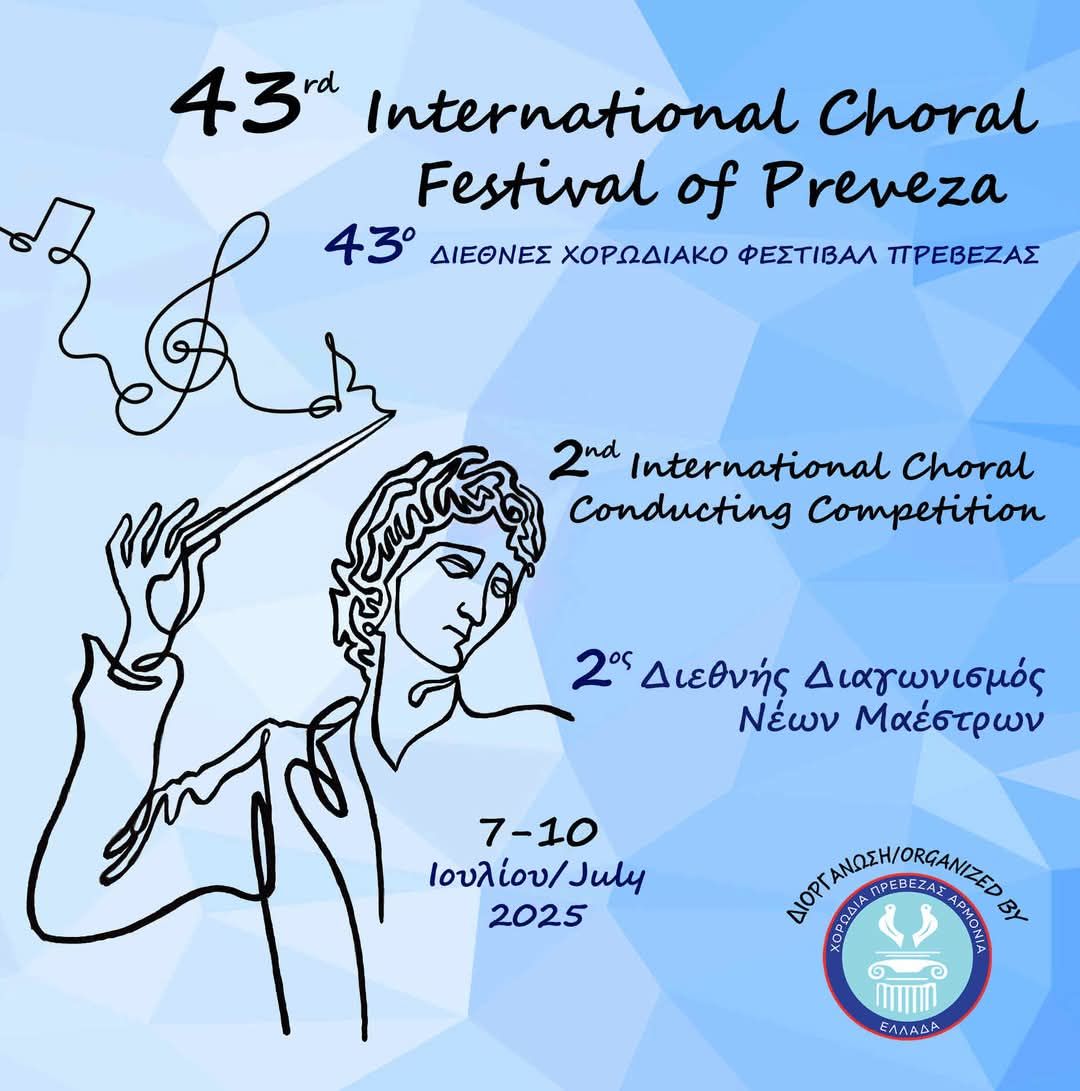 43rd International Choral
Festival of Preveza
43ο ΔΙΕΘΝΕΣ ΧΟΡΩΔΙΑΚΟ ΦΕΣΤΙΒΑΛ ΠΡΕΒΕΖΑΣ
2nd International Choral
Conducting Competition
2ος Διεθνής Διαγωνισμός
Νέων Μαέστρων
7-10
Ιουλίου/July
2025
ΔΙΟΡΓΑΝΩΣΗ/ORGANIZED BY
ΧΟΡΩΔΙΑ ΠΡΕΒΕΖΑΣ ΑΡΜΟΝΙΑ
ΕΛΛΑΔΑ